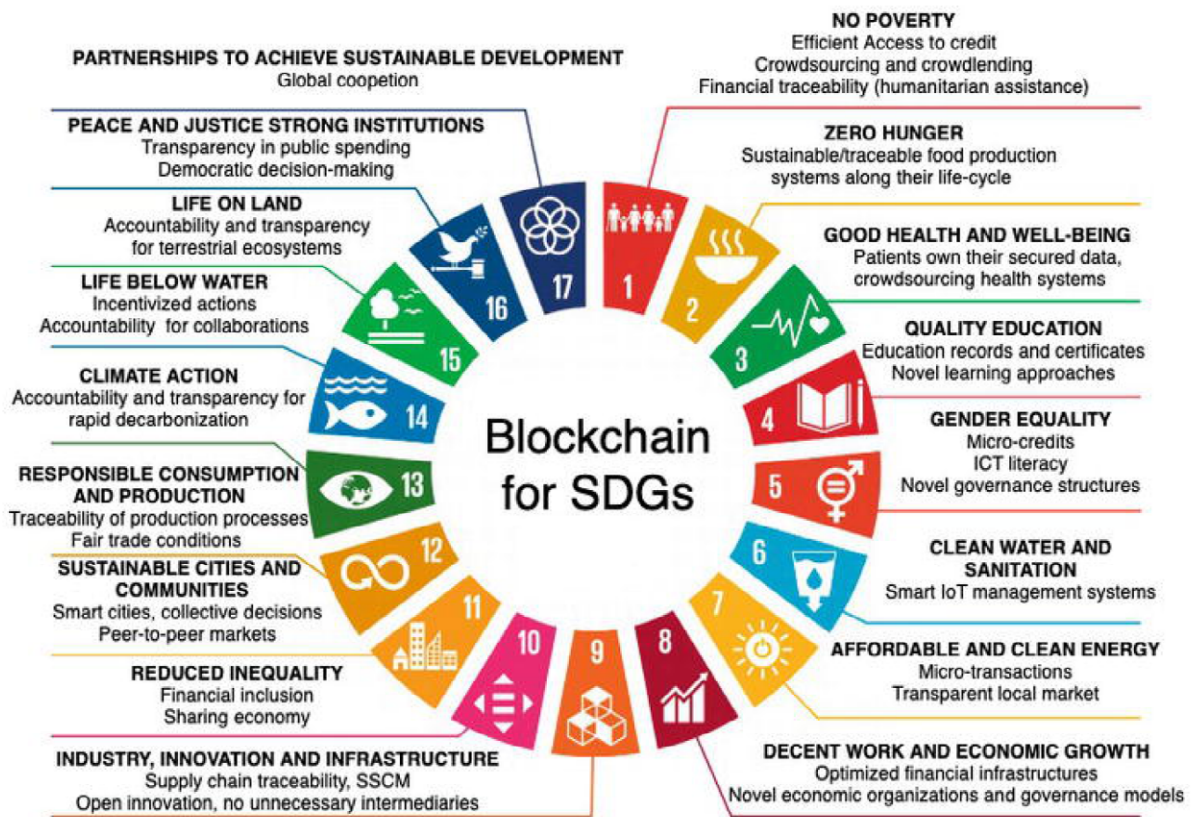 NO POVERTY
Efficient Access to credit
Crowdsourcing and crowdlending
Financial traceability (humanitarian assistance)
ZERO HUNGER
Sustainable/traceable food production
systems along their life-cycle
GOOD HEALTH AND WELL-BEING
Patients own their secured data,
crowdsourcing health systems
QUALITY EDUCATION
Education records and certificates
Novel learning approaches
GENDER EQUALITY
Micro-credits
ICT literacy
Novel governance structures
CLEAN WATER AND
SANITATION
Smart IoT management systems
AFFORDABLE AND CLEAN ENERGY
Micro-transactions
Transparent local market
DECENT WORK AND ECONOMIC GROWTH
Optimized financial infrastructures
Novel economic organizations and governance models
INDUSTRY, INNOVATION AND INFRASTRUCTURE
Supply chain traceability, SSCM
Open innovation, no unnecessary intermediaries
REDUCED INEQUALITY
Financial inclusion
Sharing economy
SUSTAINABLE CITIES AND
COMMUNITIES
Smart cities, collective decisions
Peer-to-peer markets
RESPONSIBLE CONSUMPTION
AND PRODUCTION
Traceability of production processes
Fair trade conditions
CLIMATE ACTION
Accountability and transparency for
rapid decarbonization
LIFE BELOW WATER
Incentivized actions
Accountability for collaborations
LIFE ON LAND
Accountability and transparency
for terrestrial ecosystems
PEACE AND JUSTICE STRONG INSTITUTIONS
Transparency in public spending
Democratic decision-making
PARTNERSHIPS TO ACHIEVE SUSTAINABLE DEVELOPMENT
Global coopetion
1
2
3
4
5
6
7
8
9
10
11
12
13
14
15
16
17
Blockchain
for SDGs